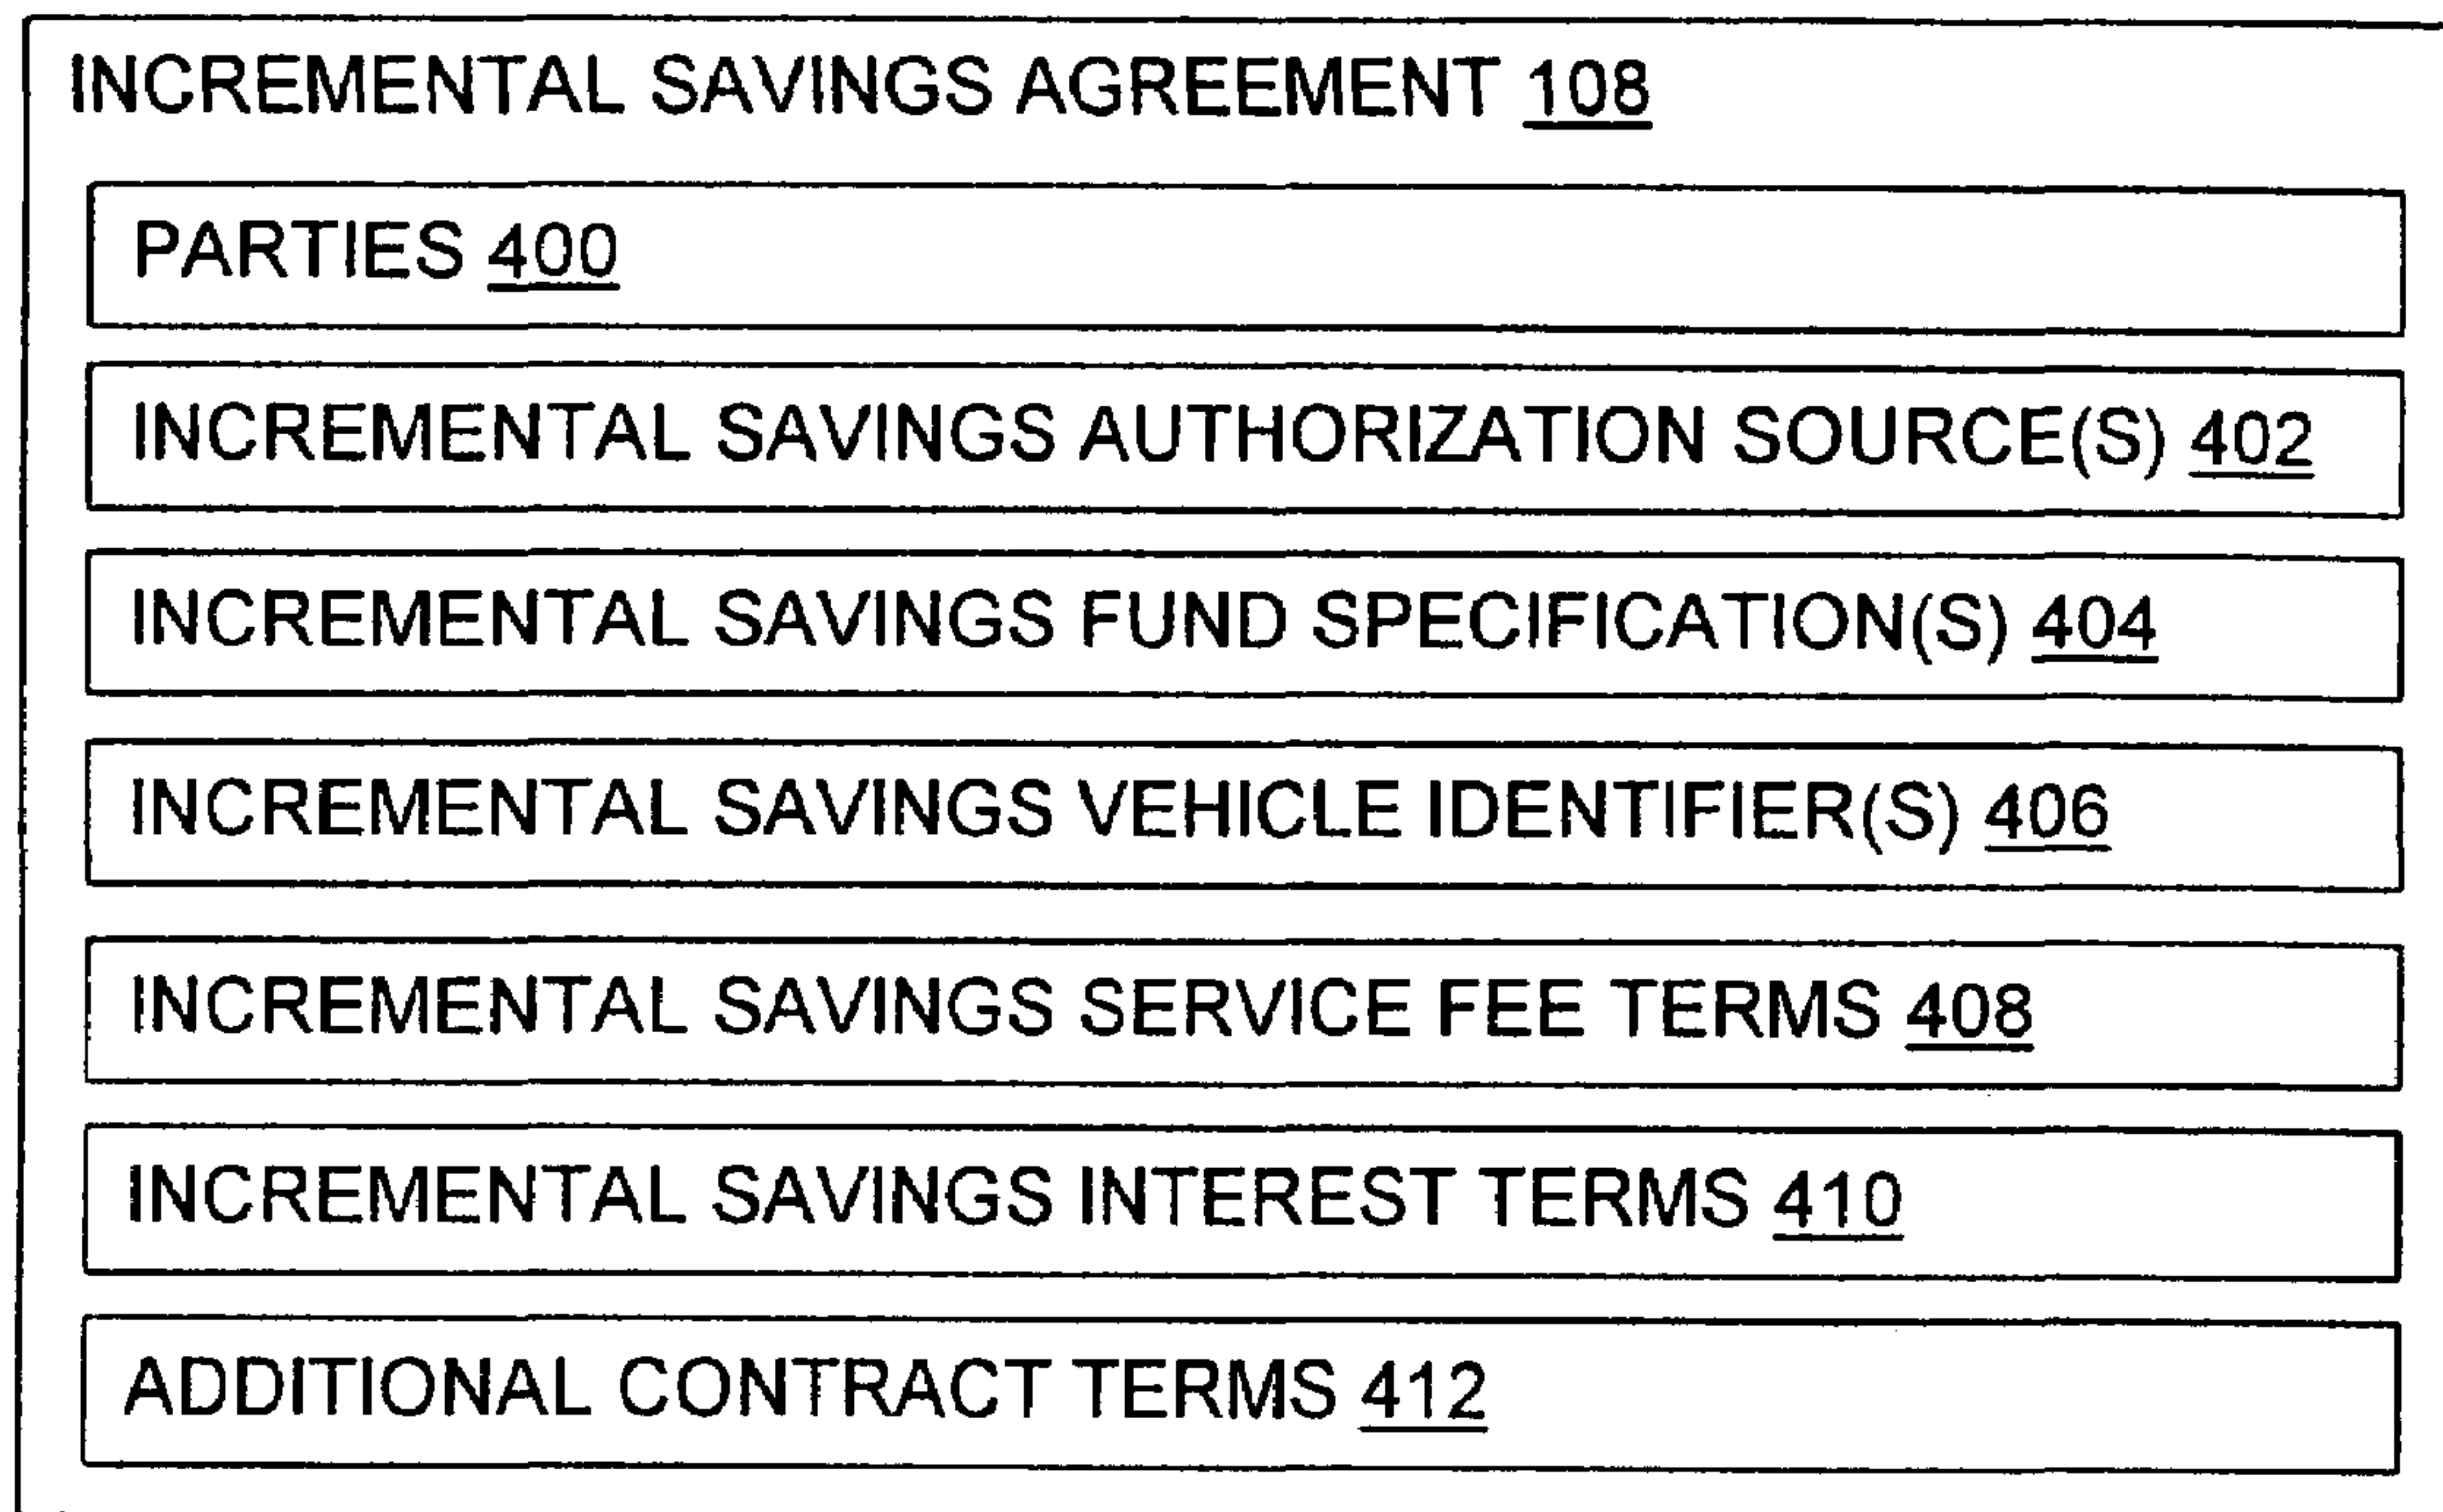 INCREMENTAL SAVINGS AGREEMENT 108
PARTIES 400
INCREMENTAL SAVINGS AUTHORIZATION SOURCE(S) 402
INCREMENTAL SAVINGS FUND SPECIFICATION(S) 404
INCREMENTAL SAVINGS VEHICLE IDENTIFIER(S) 406
INCREMENTAL SAVINGS SERVICE FEE TERMS 408
INCREMENTAL SAVINGS INTEREST TERMS 410
ADDITIONAL CONTRACT TERMS 412